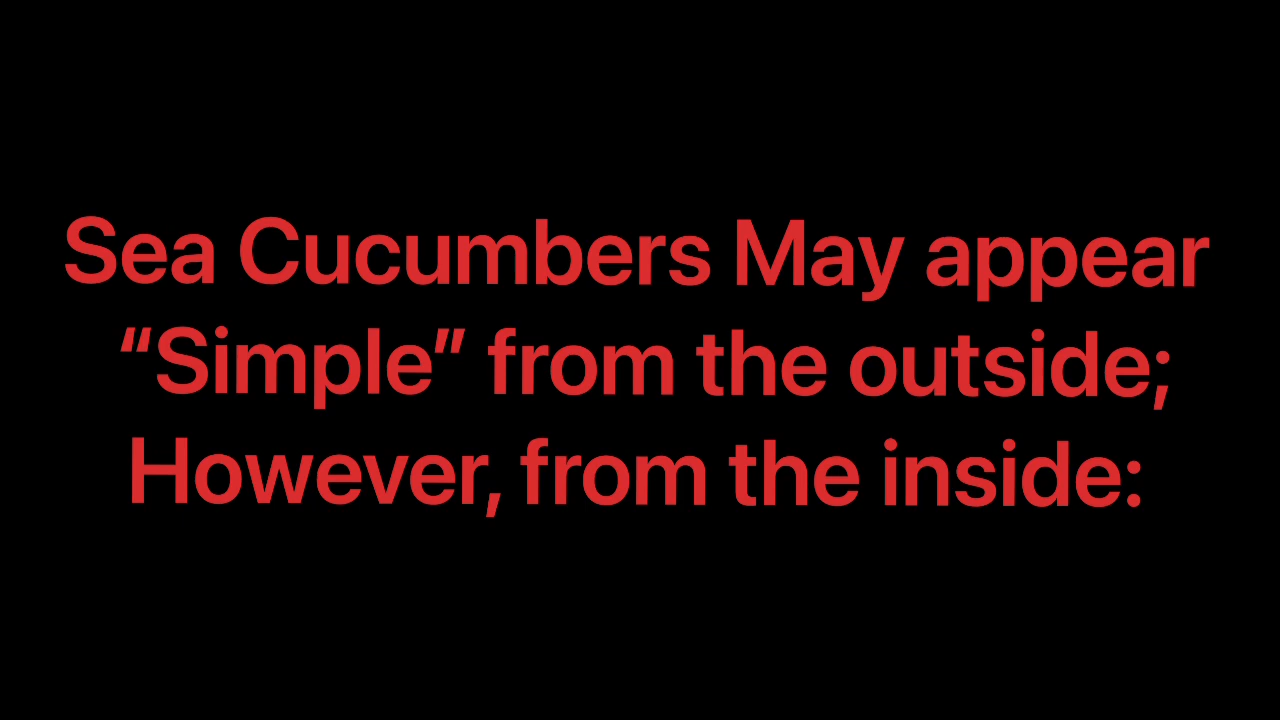 Sea Cucumbers May appear
“Simple” from the outside;
However, from the inside: